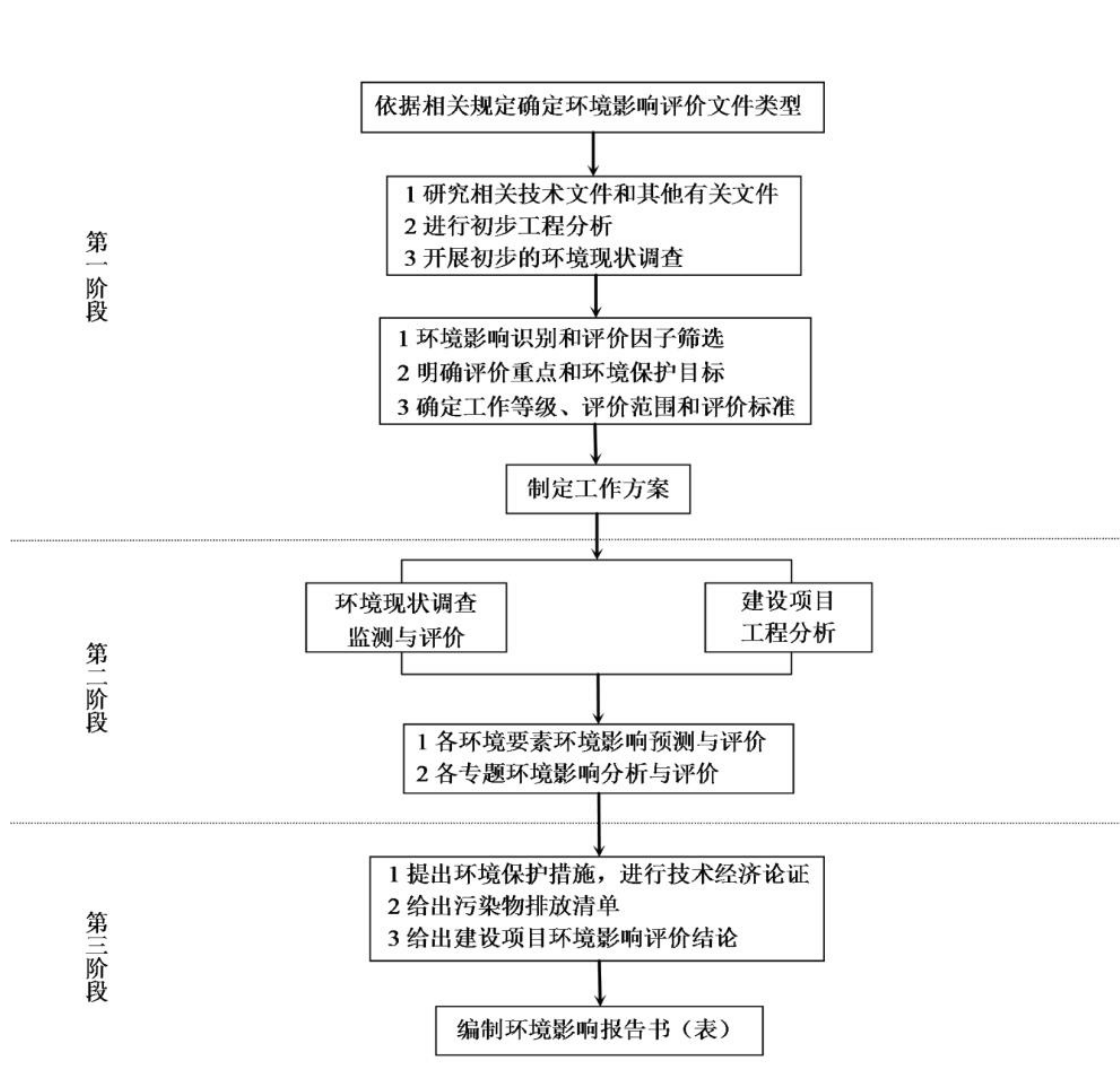 依据相关规定确定环境影响评价文件类型
第一阶段
1 研究相关技术文件和其他有关文件
2 进行初步工程分析
3 开展初步的环境现状调查
1 环境影响识别和评价因子筛选
2 明确评价重点和环境保护目标
3 确定工作等级、评价范围和评价标准
制定工作方案
第二阶段
环境现状调查
监测与评价
建设项目
工程分析
1 各环境要素环境影响预测与评价
2 各专题环境影响分析与评价
第三阶段
1 提出环境保护措施，进行技术经济论证
2 给出污染物排放清单
3 给出建设项目环境影响评价结论
编制环境影响报告书（表）